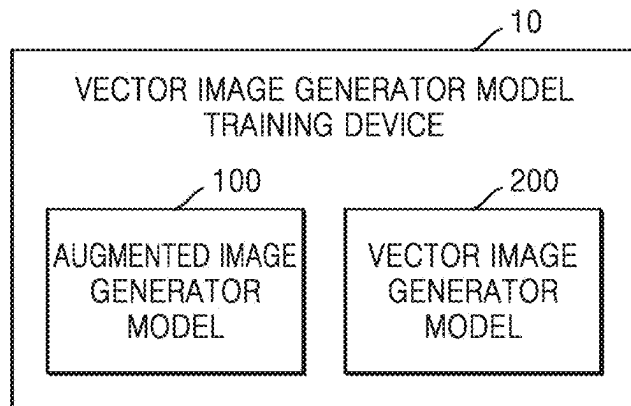 10
VECTOR IMAGE GENERATOR MODEL
TRAINING DEVICE
100
200
AUGMENTED IMAGE
GENERATOR
MODEL
VECTOR IMAGE
GENERATOR
MODEL